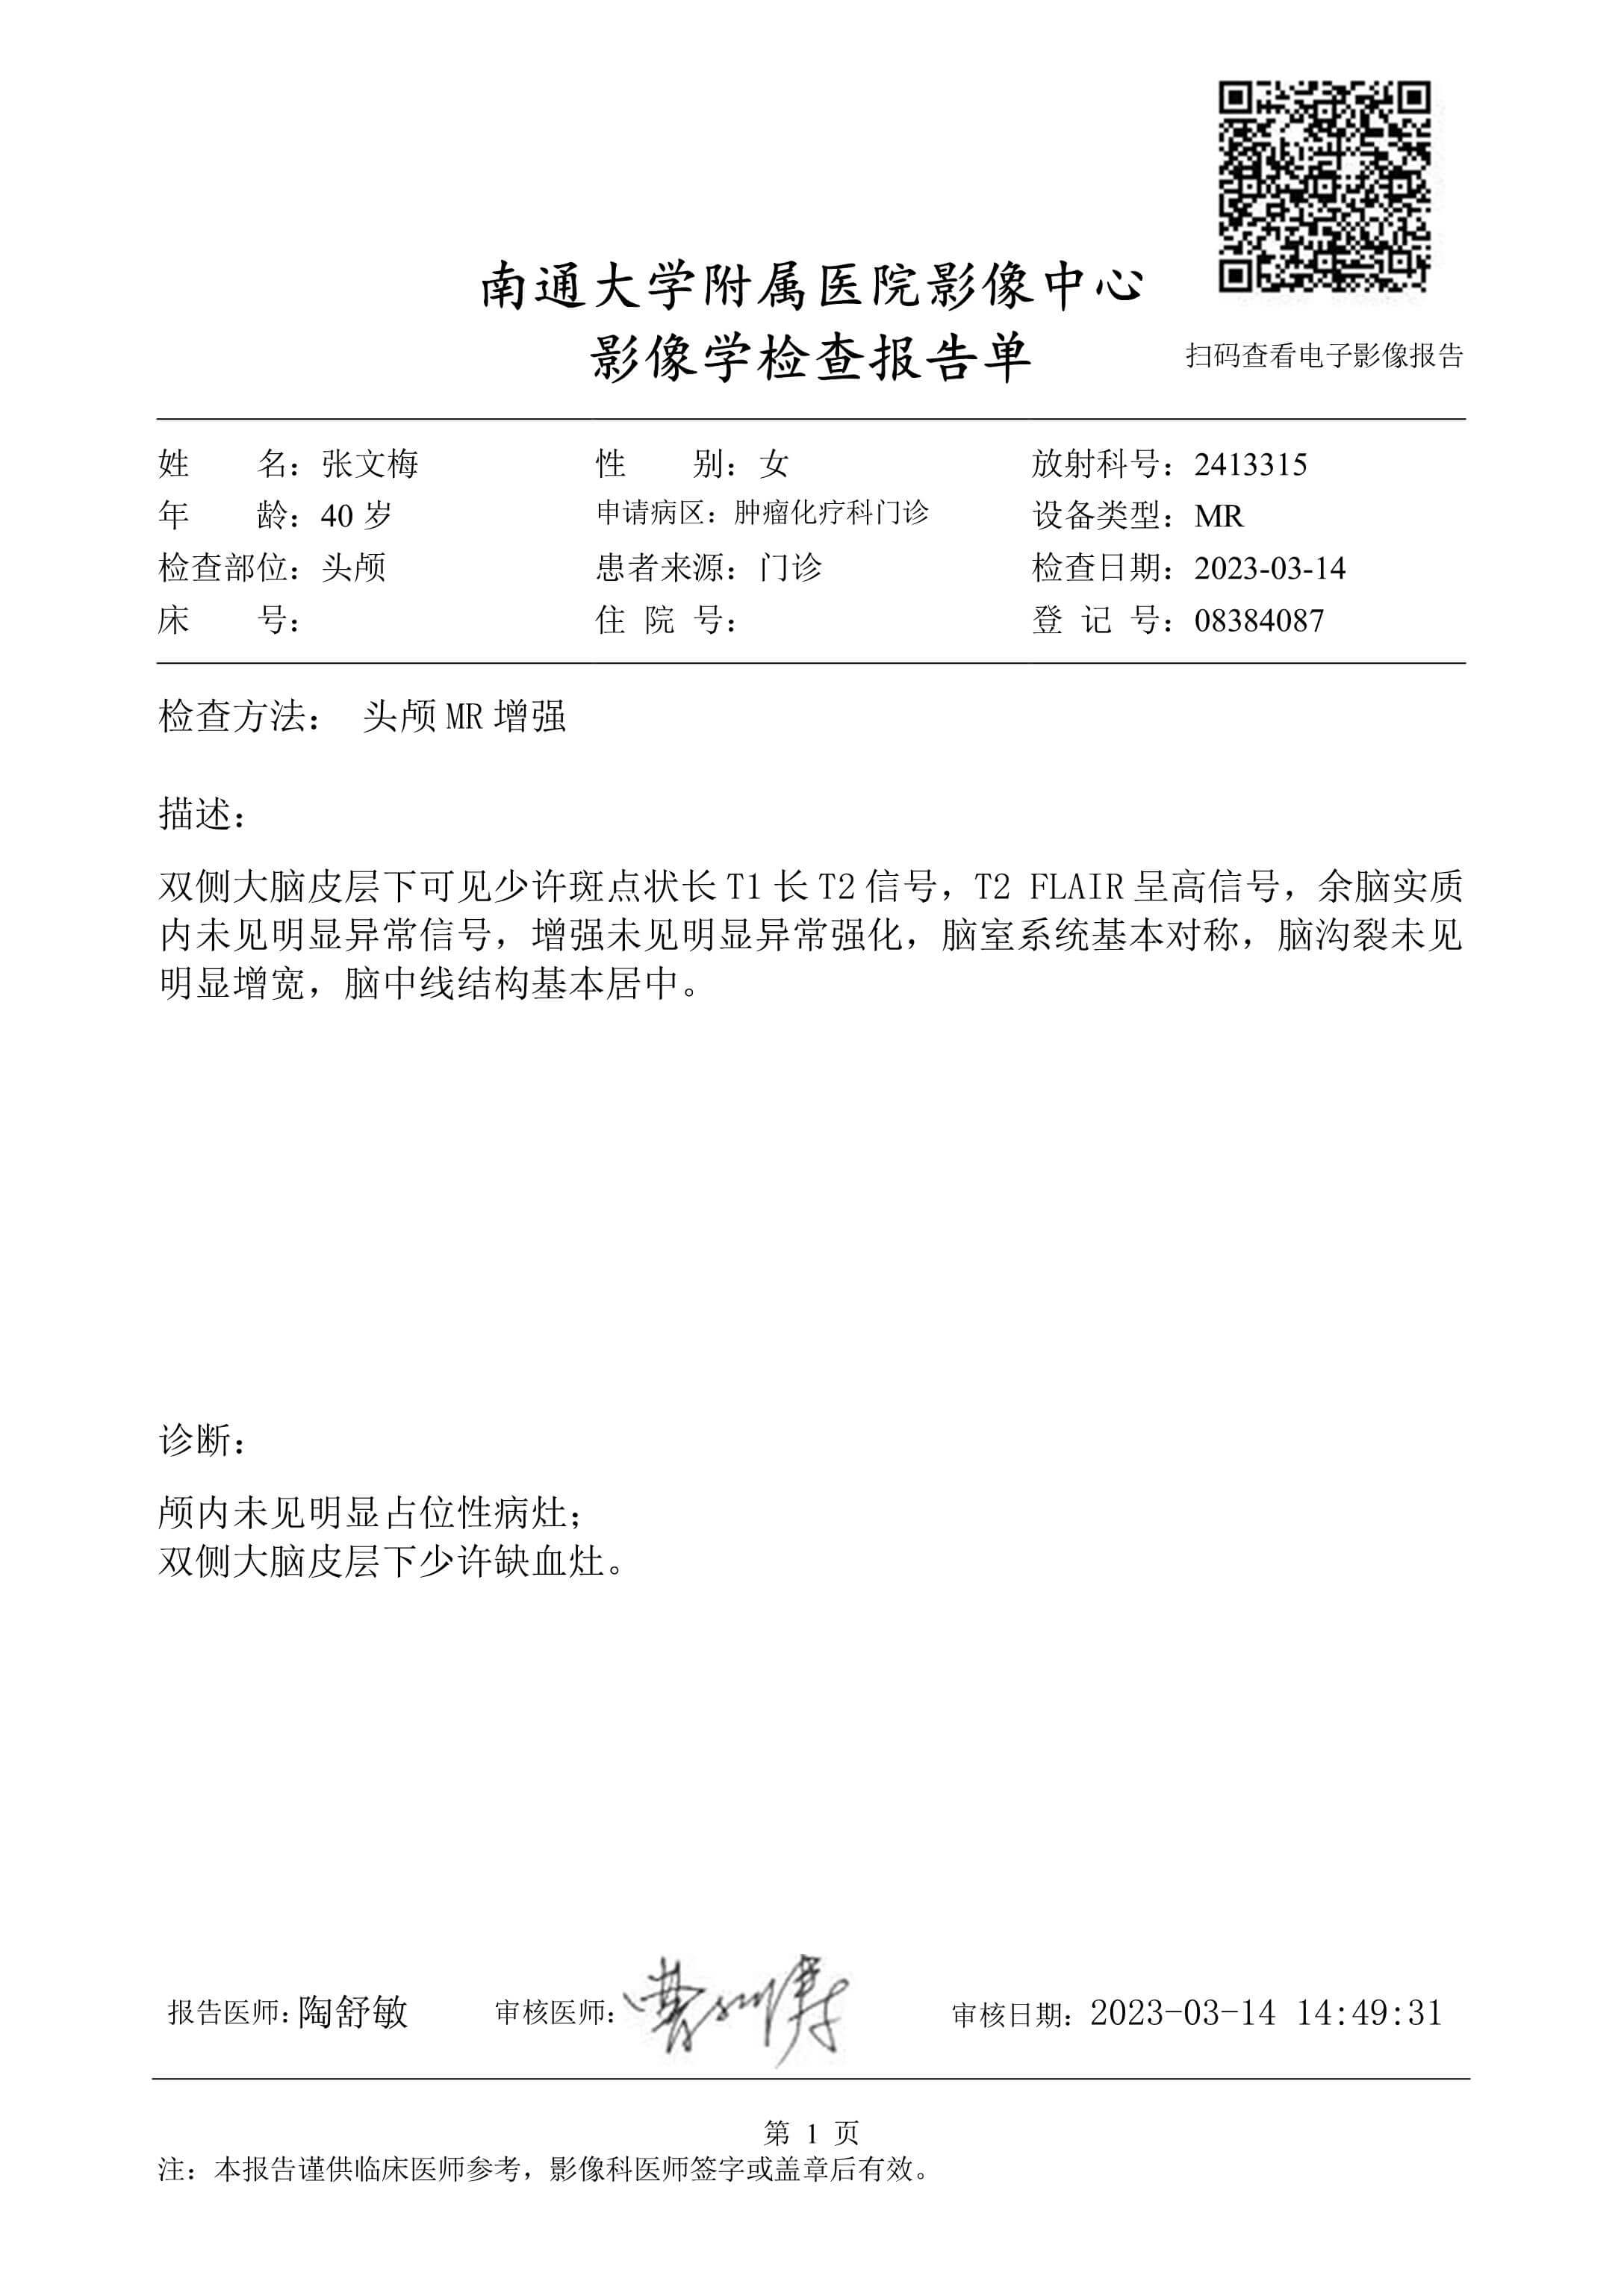 南通大学附属医院影像中心
影像学检查报告单
扫码查看电子影像报告
姓 名：张文梅 性 别：女 放射科号：2413315
年 龄：40 岁 申请病区：肿瘤化疗科门诊 设备类型：MR
检查部位：头颅 患者来源：门诊 检查日期：2023-03-14
床 号： 住 院 号： 登 记 号：08384087
检查方法： 头颅 MR 增强
描述：
双侧大脑皮层下可见少许斑点状长 T1 长 T2 信号，T2 FLAIR 呈高信号，余脑实质
内未见明显异常信号，增强未见明显异常强化，脑室系统基本对称，脑沟裂未见
明显增宽，脑中线结构基本居中。
诊断：
颅内未见明显占位性病灶；
双侧大脑皮层下少许缺血灶。
报告医师：陶舒敏 审核医师： 审核日期：2023-03-14 14:49:31
第 1 页
注：本报告谨供临床医师参考，影像科医师签字或盖章后有效。